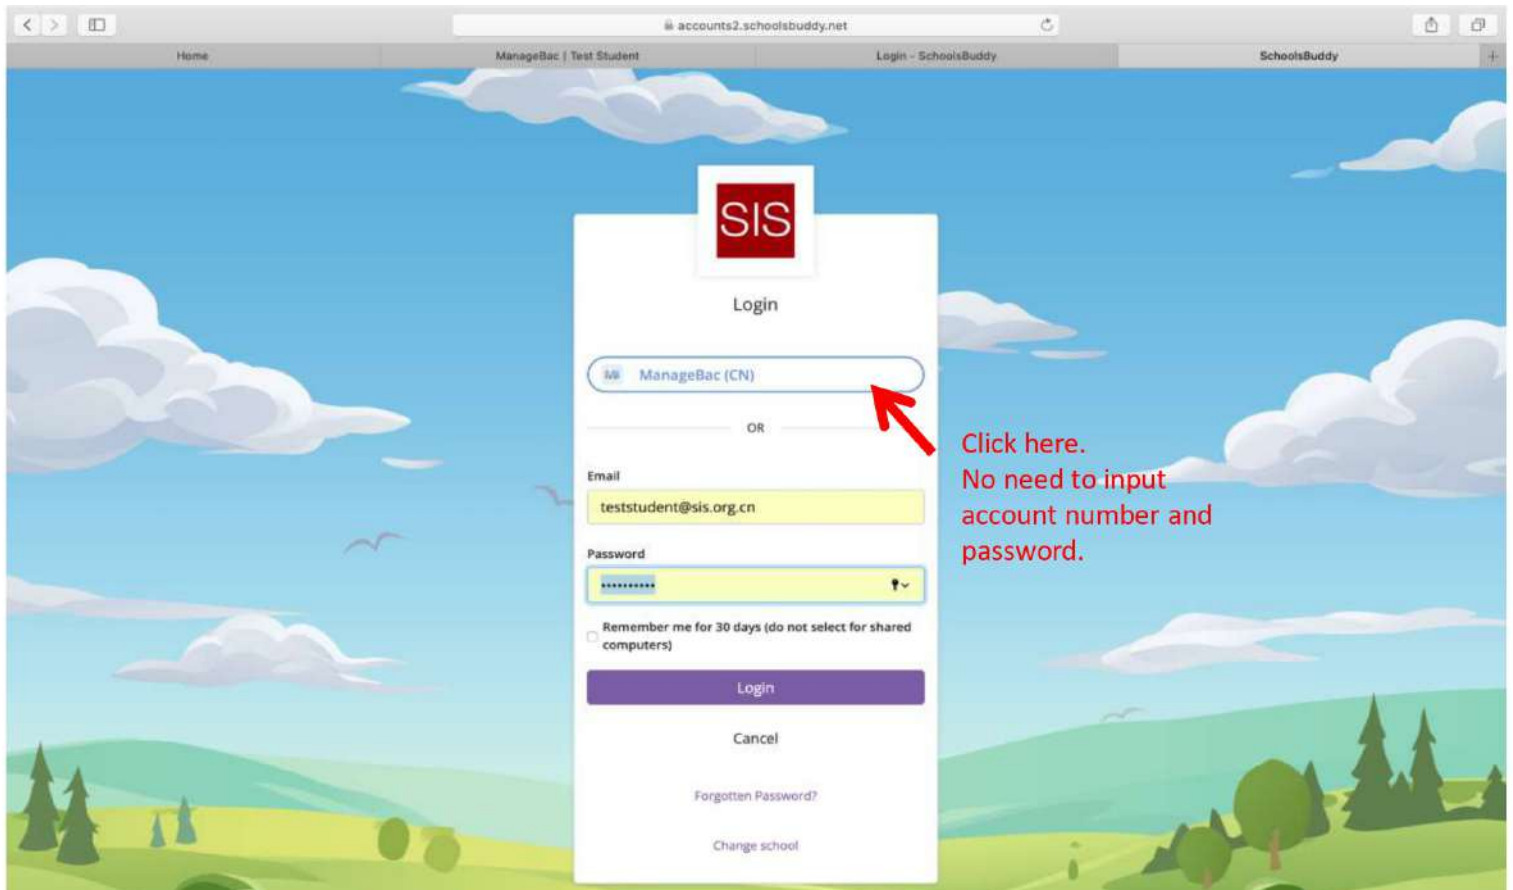 accounts2.schoolsbuddy.net
Home
ManageBac | Test Student
Login - SchoolsBuddy
SchoolsBuddy
SIS
Login
ManageBac (CN)
OR
Click here.
No need to input
account number and
password.
Email
teststudent@sis.org.cn
Password
••••••••••
Remember me for 30 days (do not select for shared
computers)
Login
Cancel
Forgotten Password?
Change school